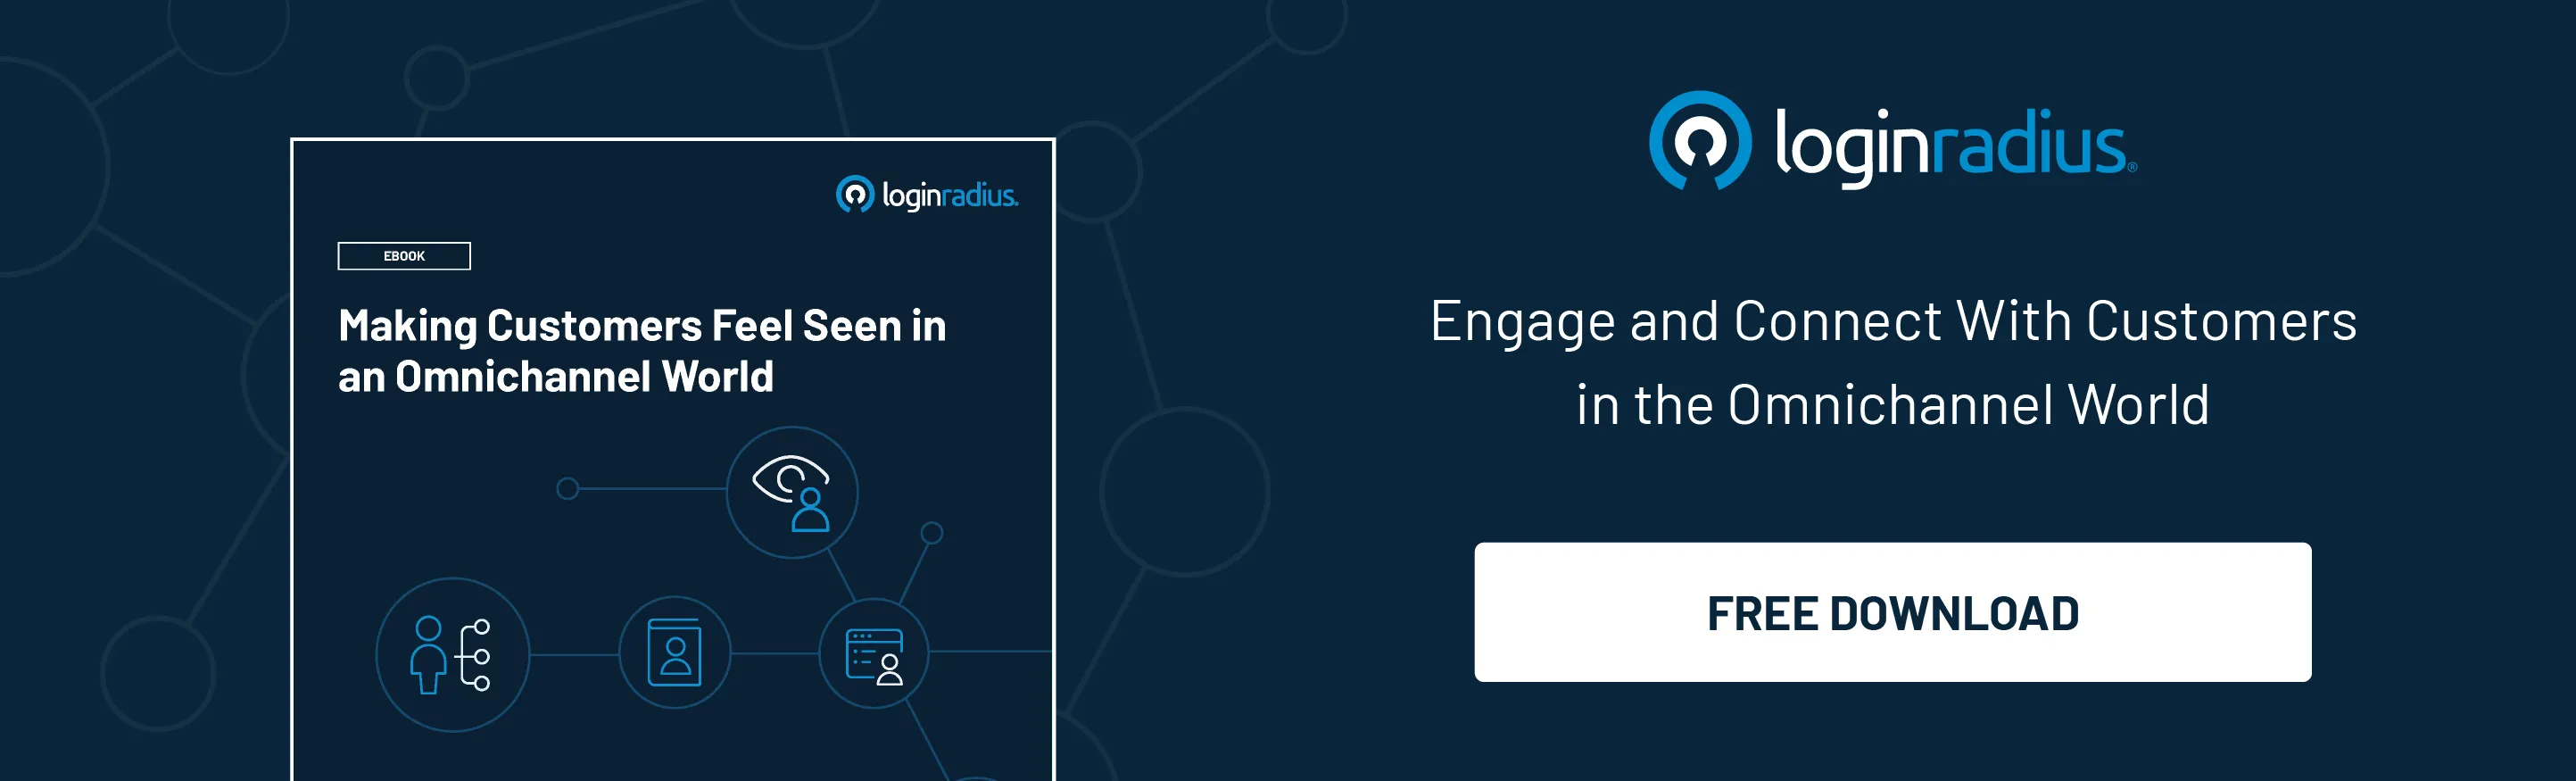 loginradius.
EBOOK
Making Customers Feel Seen in
an Omnichannel World
loginradius.®
Engage and Connect With Customers
in the Omnichannel World
FREE DOWNLOAD